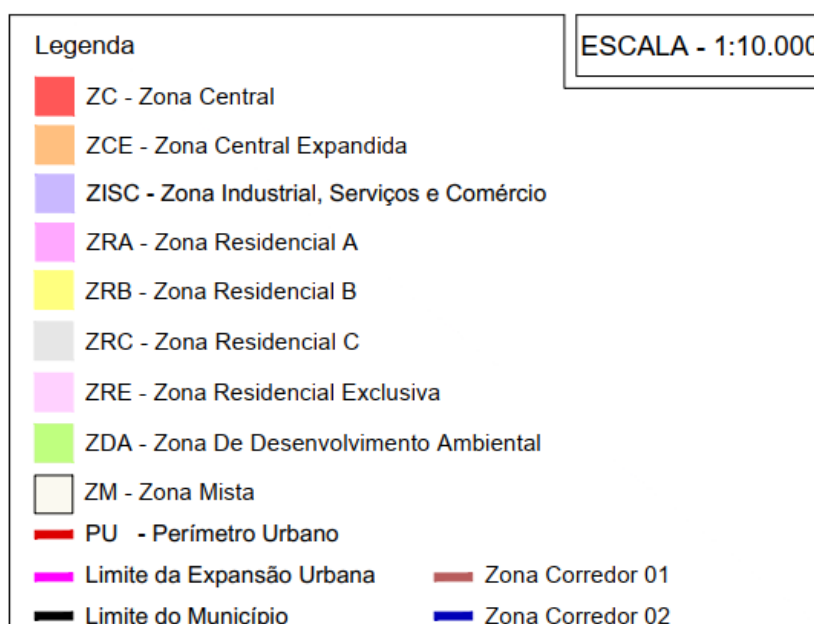 Legenda
ESCALA - 1:10.000
ZC - Zona Central
ZCE - Zona Central Expandida
ZISC - Zona Industrial, Serviços e Comércio
ZRA - Zona Residencial A
ZRB - Zona Residencial B
ZRC - Zona Residencial C
ZRE - Zona Residencial Exclusiva
ZDA - Zona De Desenvolvimento Ambiental
ZM - Zona Mista
PU - Perímetro Urbano
Limite da Expansão Urbana
Zona Corredor 01
Limite do Município
Zona Corredor 02